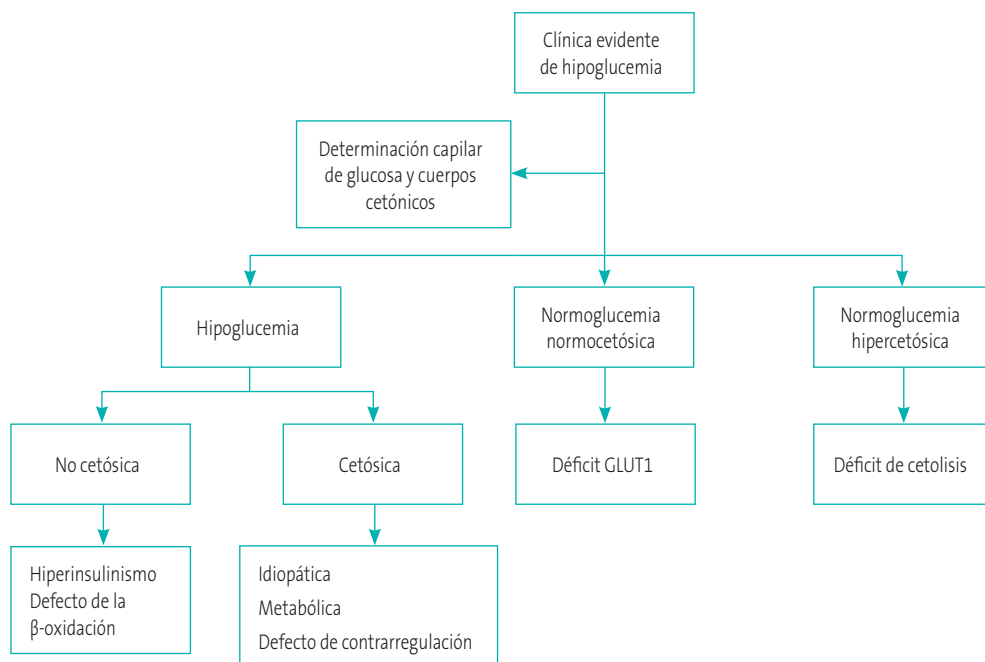 Clínica evidente
de hipoglucemia
Determinación capilar
de glucosa y cuerpos
cetónicos
Hipoglucemia
Normoglucemia
normocetósica
Normoglucemia
hipercetósica
No cetósica
Cetósica
Déficit GLUT1
Déficit de cetolisis
Hiperinsulinismo
Defecto de la
β-oxidación
Idiopática
Metabólica
Defecto de contrarregulación